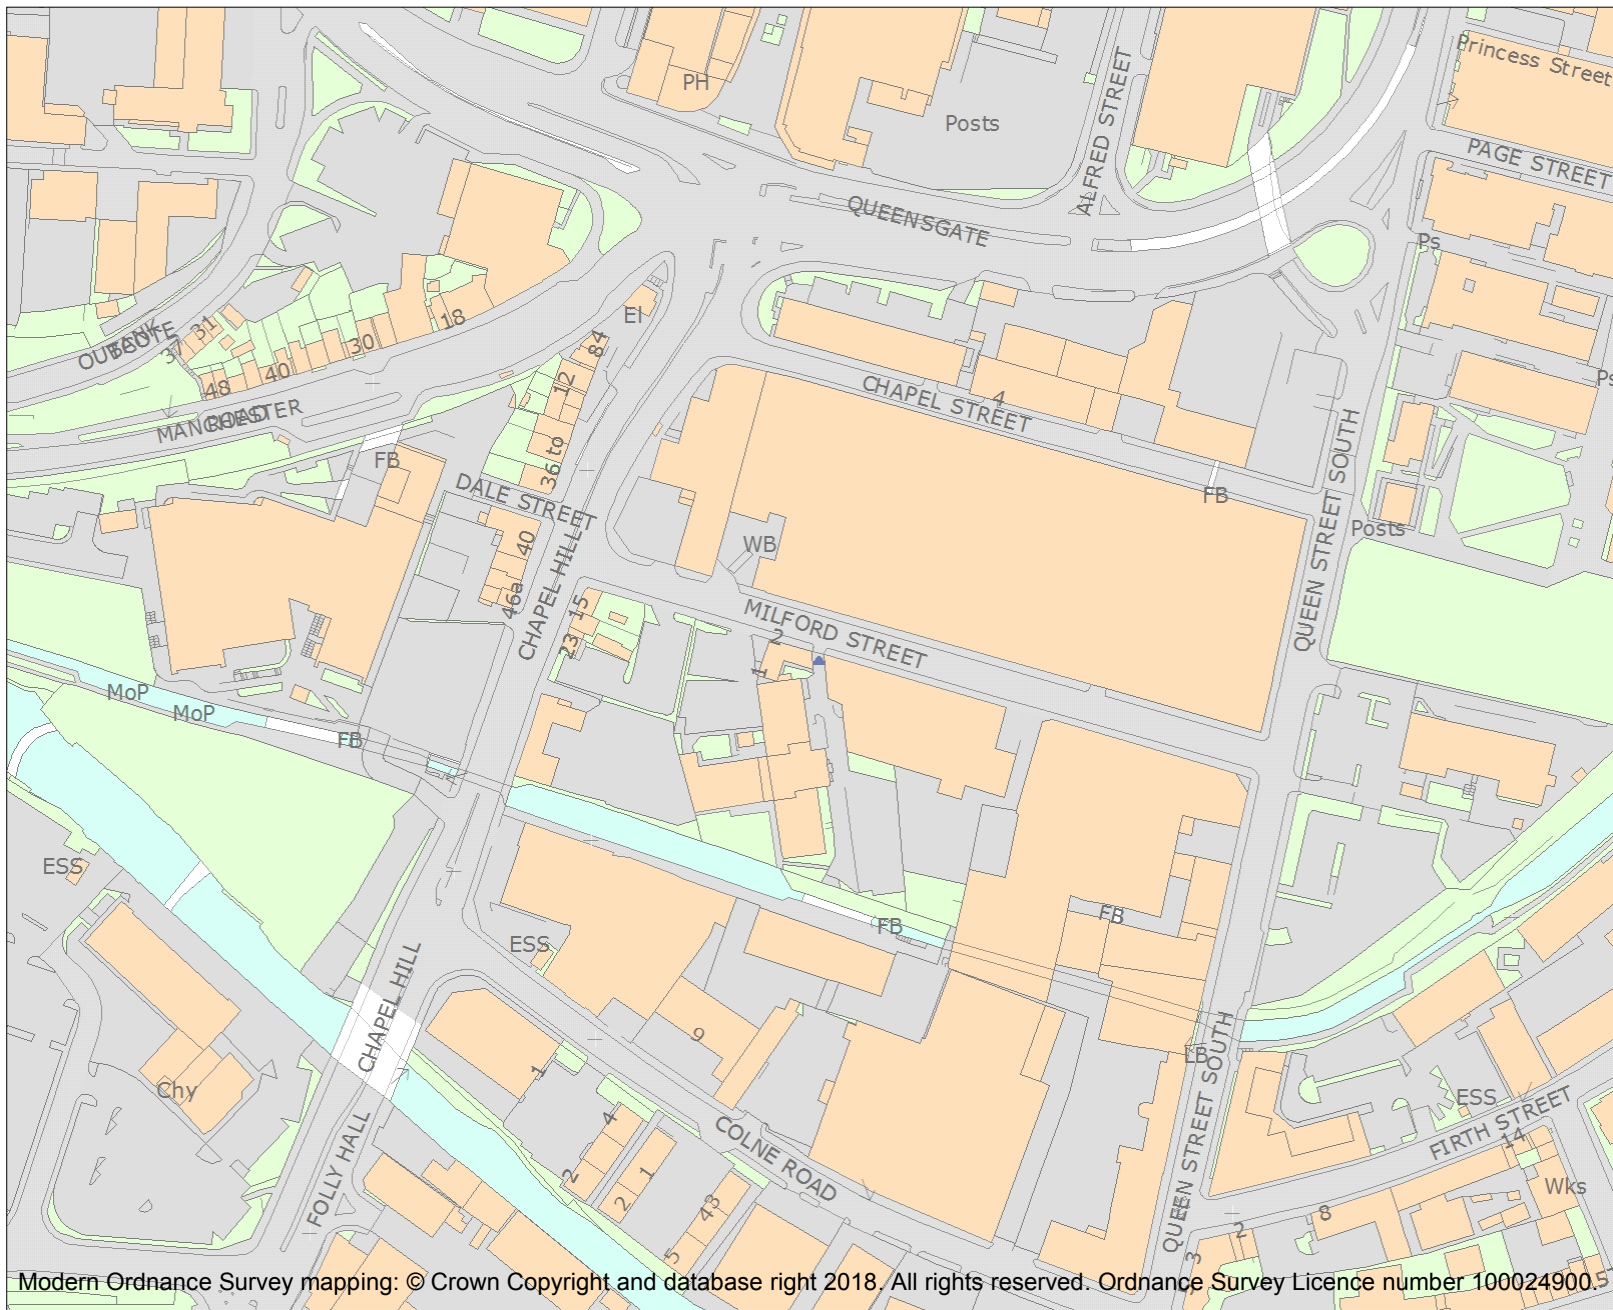 Princess Street
PH
Posts
ALFRED STREET
PAGE STREET
QUEENSGATE
Ps
El
18
31
37
30
OUTCOTE
BANK
84
40
48
12
Ps
MANCHESTER
ROAD
CHAPEL STREET
4
FB
36 to
DALE STREET
FB
QUEEN STREET SOUTH
Posts
40
WB
CHAPEL HILL
46a
15
23
MILFORD STREET
2
1
MoP
MoP
FB
ESS
FB
FB
ESS
CHAPEL HILL
9
LB
Chy
1
ESS
FIRTH STREET
14
4
COLNE ROAD
FOLLY HALL
2
1
2
43
5
QUEEN STREET SOUTH
Wks
8
2
3
5
Modern Ordnance Survey mapping: © Crown Copyright and database right 2018. All rights reserved. Ordnance Survey Licence number 100024900.